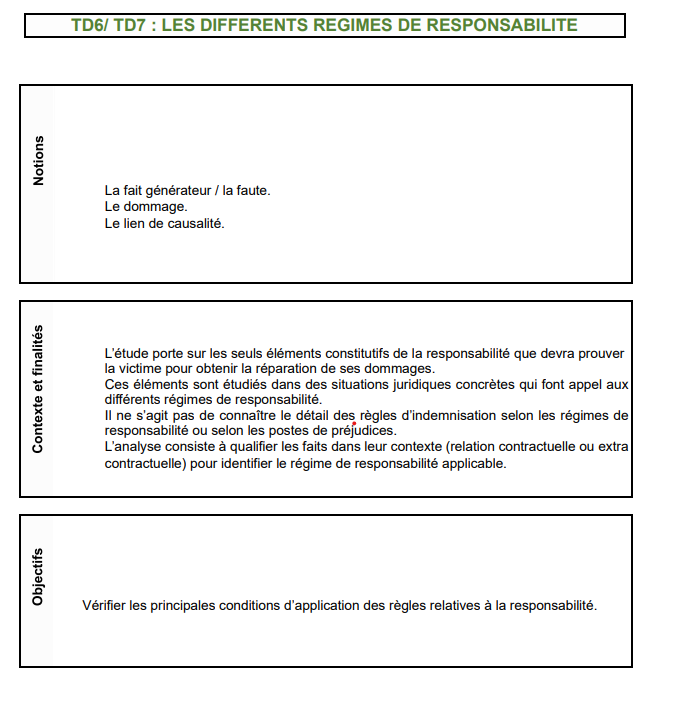 TD6/ TD7 : LES DIFFERENTS REGIMES DE RESPONSABILITE
Notions
La fait générateur / la faute.
Le dommage.
Le lien de causalité.
Contexte et finalités
L'étude porte sur les seuls éléments constitutifs de la responsabilité que devra prouver
la victime pour obtenir la réparation de ses dommages.
Ces éléments sont étudiés dans des situations juridiques concrètes qui font appel aux
différents régimes de responsabilité.
Il ne s'agit pas de connaître le détail des règles d'indemnisation selon les régimes de
responsabilité ou selon les postes de préjudices.
L'analyse consiste à qualifier les faits dans leur contexte (relation contractuelle ou extra
contractuelle) pour identifier le régime de responsabilité applicable.
Objectifs
Vérifier les principales conditions d'application des règles relatives à la responsabilité.